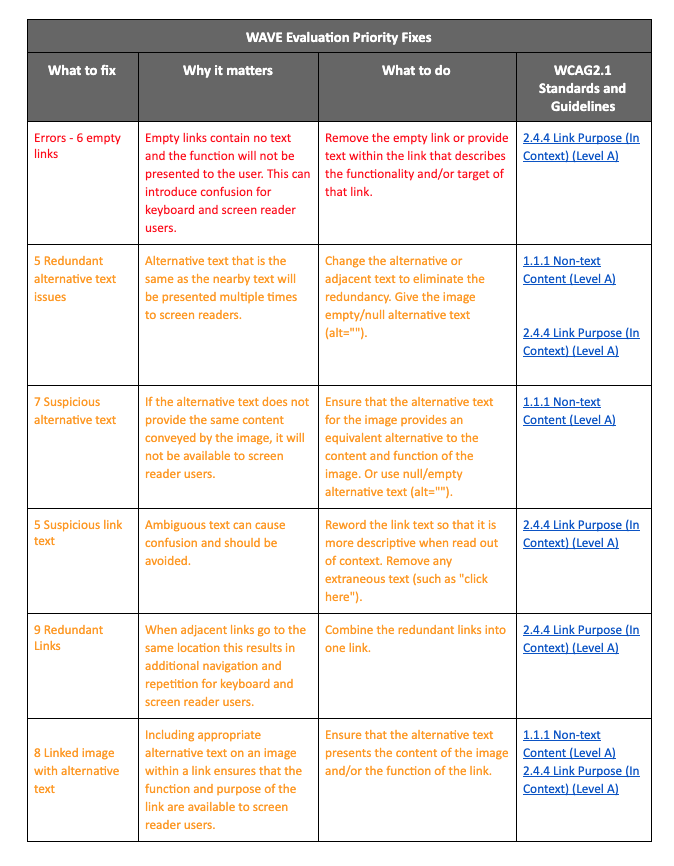 WAVE Evaluation Priority Fixes
What to fix
Why it matters
What to do
WCAG2.1
Standards and
Guidelines
Errors - 6 empty
links
Empty links contain no text
and the function will not be
presented to the user. This can
introduce confusion for
keyboard and screen reader
users.
Remove the empty link or provide
text within the link that describes
the functionality and/or target of
that link.
2.4.4 Link Purpose (In
Context) (Level A)
5 Redundant
alternative text
issues
Alternative text that is the
same as the nearby text will
be presented multiple times
to screen readers.
Change the alternative or
adjacent text to eliminate the
redundancy. Give the image
empty/null alternative text
(alt="").
1.1.1 Non-text
Content (Level A)
2.4.4 Link Purpose (In
Context) (Level A)
7 Suspicious
alternative text
If the alternative text does not
provide the same content
conveyed by the image, it will
not be available to screen
reader users.
Ensure that the alternative text
for the image provides an
equivalent alternative to the
content and function of the
image. Or use null/empty
alternative text (alt="").
1.1.1 Non-text
Content (Level A)
5 Suspicious link
text
Ambiguous text can cause
confusion and should be
avoided.
Reword the link text so that it is
more descriptive when read out
of context. Remove any
extraneous text (such as "click
here").
2.4.4 Link Purpose (In
Context) (Level A)
9 Redundant
Links
When adjacent links go to the
same location this results in
additional navigation and
repetition for keyboard and
screen reader users.
Combine the redundant links into
one link.
2.4.4 Link Purpose (In
Context) (Level A)
8 Linked image
with alternative
text
Including appropriate
alternative text on an image
within a link ensures that the
function and purpose of the
link are available to screen
reader users.
Ensure that the alternative text
presents the content of the image
and/or the function of the link.
1.1.1 Non-text
Content (Level A)
2.4.4 Link Purpose (In
Context) (Level A)